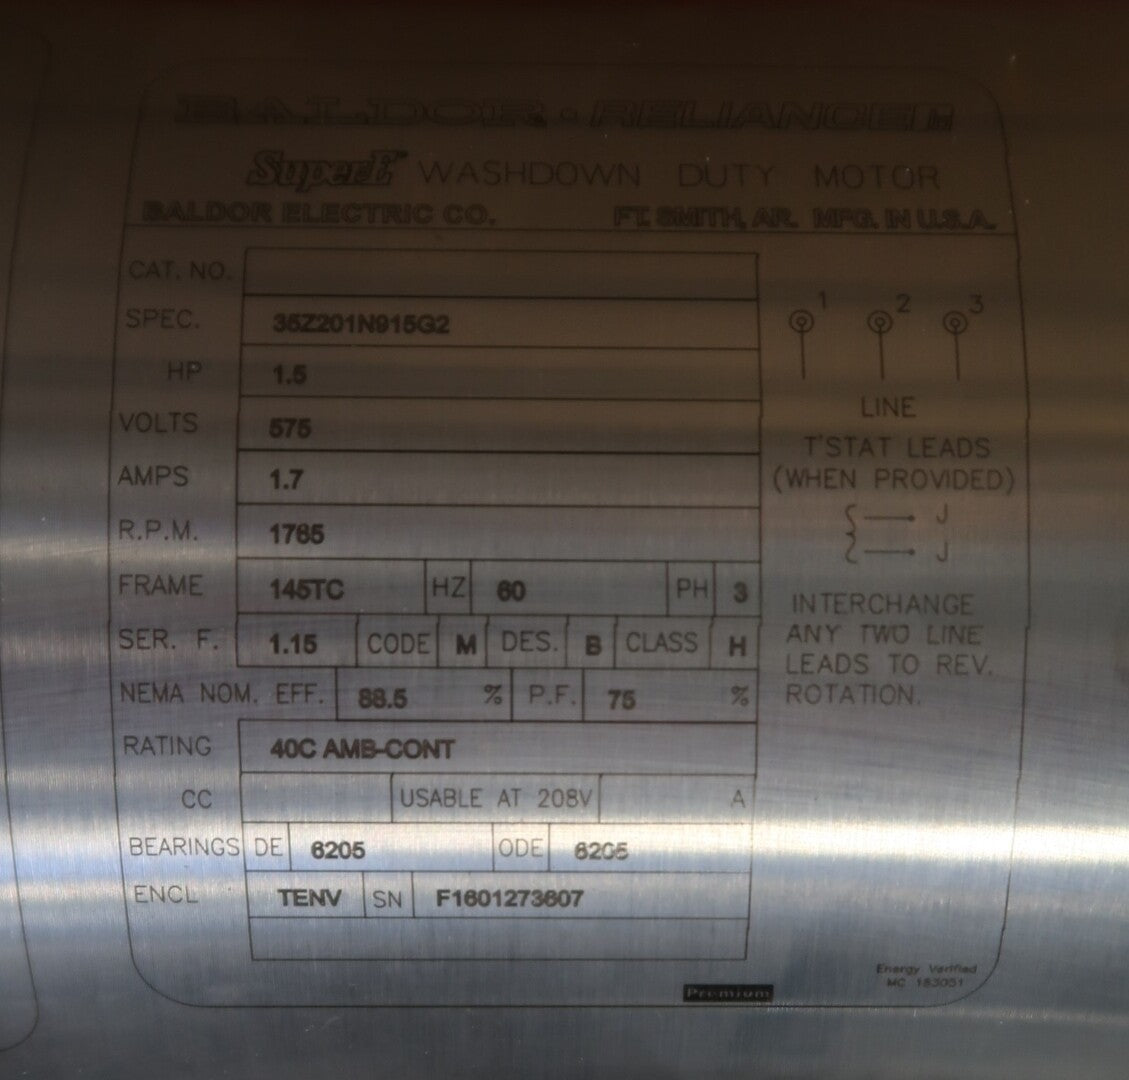 BALDOR • RELIANCE
SuperE™ WASHDOWN DUTY MOTOR
BALDOR ELECTRIC CO. FT. SMITH, AR. MFG. IN U.S.A.
CAT. NO.
SPEC. 35Z201N915G2
HP 1.5
VOLTS 575
AMPS 1.7
R.P.M. 1765
FRAME 145TC HZ 60 PH 3
SER. F. 1.15 CODE M DES. B CLASS H
NEMA NOM. EFF. 88.5 % P.F. 75 %
RATING 40C AMB-CONT
CC USABLE AT 208V A
BEARINGS DE 6205 ODE 6205
ENCL TENV SN F1601273607
1 2 3
LINE
T'STAT LEADS
(WHEN PROVIDED)
J
J
INTERCHANGE
ANY TWO LINE
LEADS TO REV.
ROTATION.
Premium
Energy Verified
MC 183051